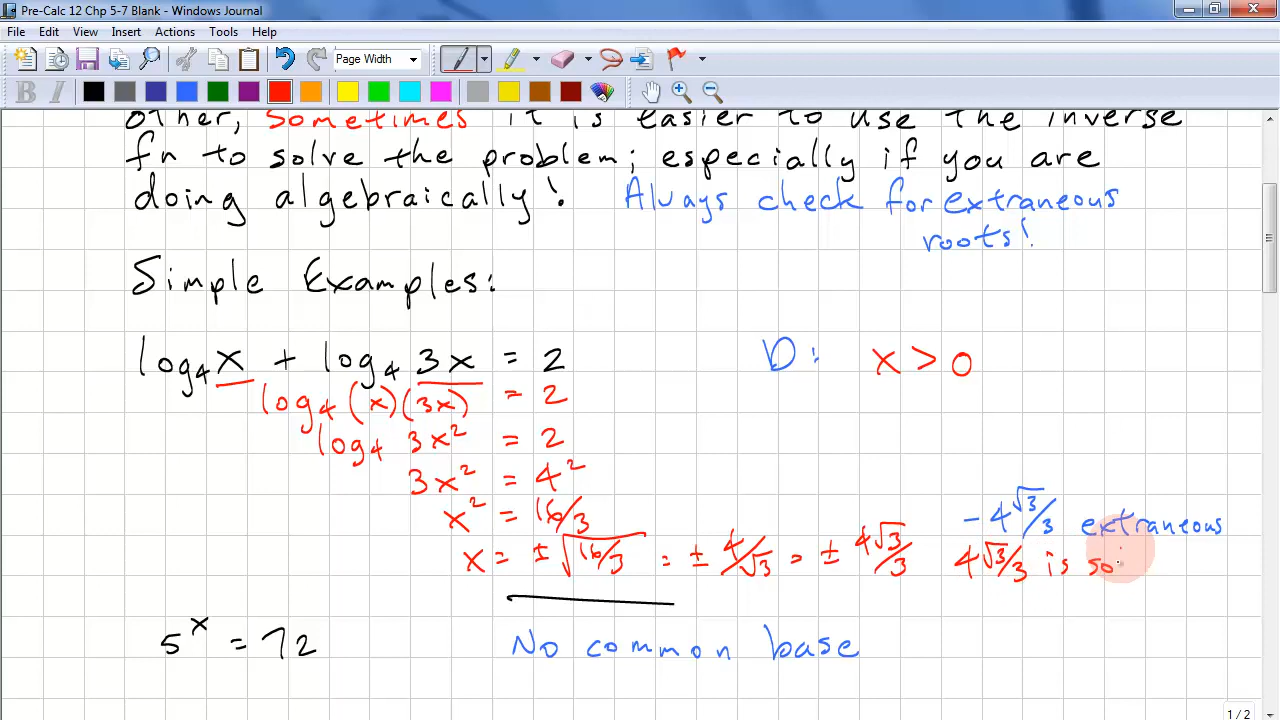 Pre-Calc 12 Chp 5-7 Blank - Windows Journal
File Edit View Insert Actions Tools Help
Page Width
B I
other, sometimes it is easier to use the inverse
fn to solve the problem; especially if you are
doing algebraically! Always check for extraneous
roots!
Simple Examples:
log₄x + log₄ 3x = 2 D: x > 0
log₄ (x)(3x) = 2
log₄ 3x² = 2
3x² = 4²
x² = 16/3
-4√3/3 extraneous
x = ±√16/3 = ± 4/√3 = ± 4√3/3 4√3/3 is so
5ˣ = 72 No common base
1/2